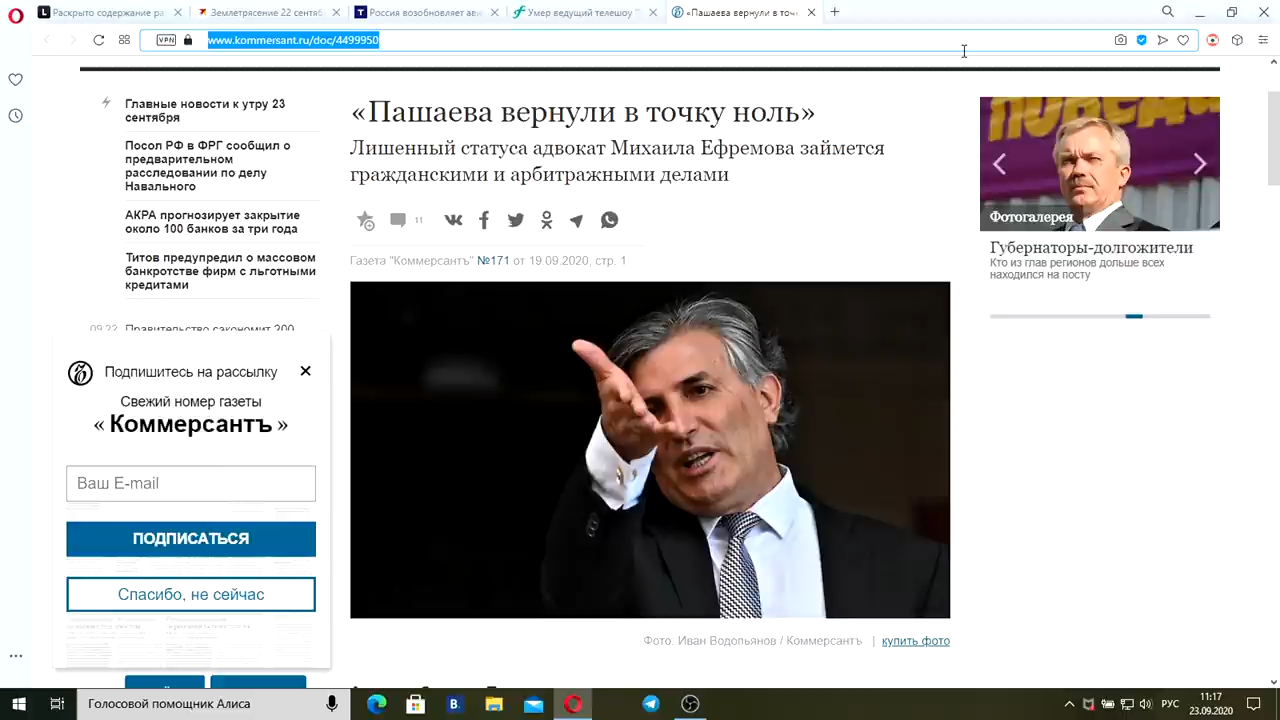 Раскрыто содержание ра
Землетрясение 22 сентяб
Россия возобновляет авиа
Умер ведущий телешоу "
«Пашаева вернули в точк
VPN
www.kommersant.ru/doc/4499950
Главные новости к утру 23
сентября
Посол РФ в ФРГ сообщил о
предварительном
расследовании по делу
Навального
АКРА прогнозирует закрытие
около 100 банков за три года
Титов предупредил о массовом
банкротстве фирм с льготными
кредитами
09:22 Правительство сэкономит 200
Подпишитесь на рассылку
Свежий номер газеты
« Коммерсантъ »
Ваш E-mail
ПОДПИСАТЬСЯ
Спасибо, не сейчас
«Пашаева вернули в точку ноль»
Лишенный статуса адвокат Михаила Ефремова займется
гражданскими и арбитражными делами
11
Газета "Коммерсантъ" №171 от 19.09.2020, стр. 1
Фото: Иван Водопьянов / Коммерсантъ | купить фото
Фотогалерея
Губернаторы-долгожители
Кто из глав регионов дольше всех
находился на посту
Голосовой помощник Алиса
РУС
11:17
23.09.2020